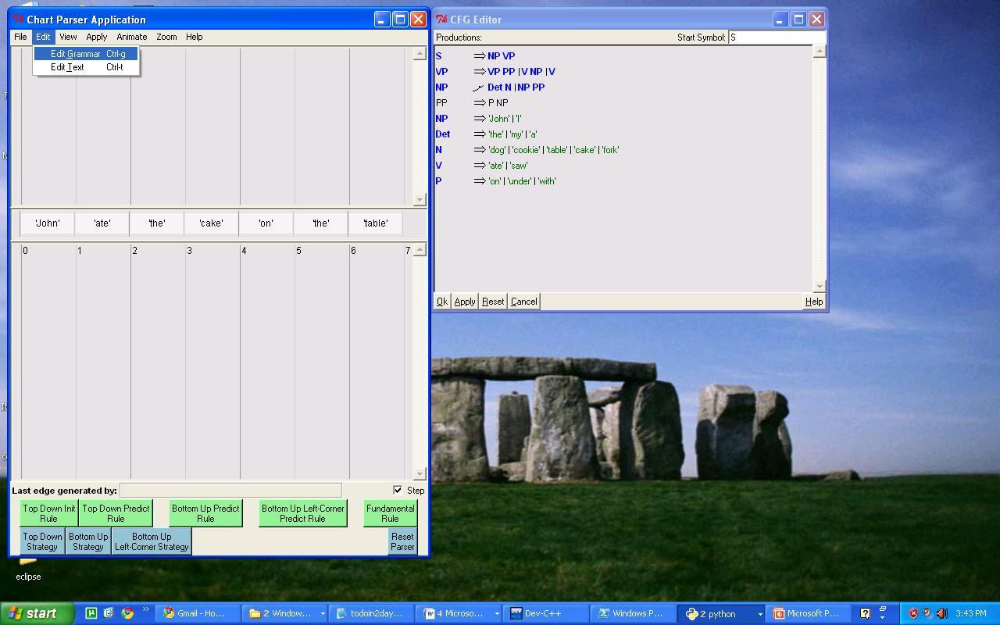 Chart Parser Application
File Edit View Apply Animate Zoom Help
Edit Grammar Ctrl-g
Edit Text Ctrl-t
'John' 'ate' 'the' 'cake' 'on' 'the' 'table'
0 1 2 3 4 5 6 7
Last edge generated by:
Step
Top Down Init Rule
Top Down Predict Rule
Bottom Up Predict Rule
Bottom Up Left-Corner Predict Rule
Fundamental Rule
Top Down Strategy
Bottom Up Strategy
Bottom Up Left-Corner Strategy
Reset Parser
CFG Editor
Productions: Start Symbol: S
S ⇒ NP VP
VP ⇒ VP PP | V NP | V
NP Det N | NP PP
PP ⇒ P NP
NP ⇒ 'John' | 'I'
Det ⇒ 'the' | 'my' | 'a'
N ⇒ 'dog' | 'cookie' | 'table' | 'cake' | 'fork'
V ⇒ 'ate' | 'saw'
P ⇒ 'on' | 'under' | 'with'
Ok Apply Reset Cancel Help
eclipse
start
Gmail - Ho...
2 Window...
todoin2day...
4 Microso...
Dev-C++
Windows P...
2 python
Microsoft P...
3:43 PM